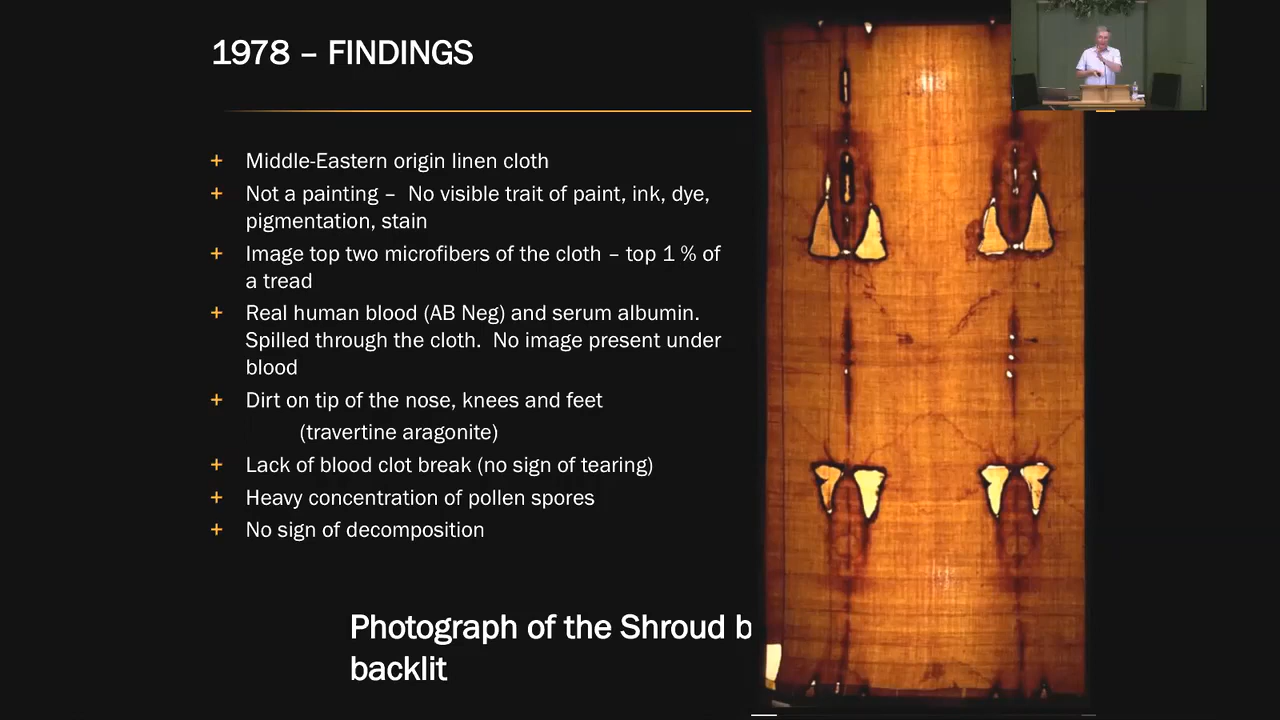 1978 – FINDINGS
+ Middle-Eastern origin linen cloth
+ Not a painting – No visible trait of paint, ink, dye,
pigmentation, stain
+ Image top two microfibers of the cloth – top 1 % of
a tread
+ Real human blood (AB Neg) and serum albumin.
Spilled through the cloth. No image present under
blood
+ Dirt on tip of the nose, knees and feet
(travertine aragonite)
+ Lack of blood clot break (no sign of tearing)
+ Heavy concentration of pollen spores
+ No sign of decomposition
Photograph of the Shroud b
backlit